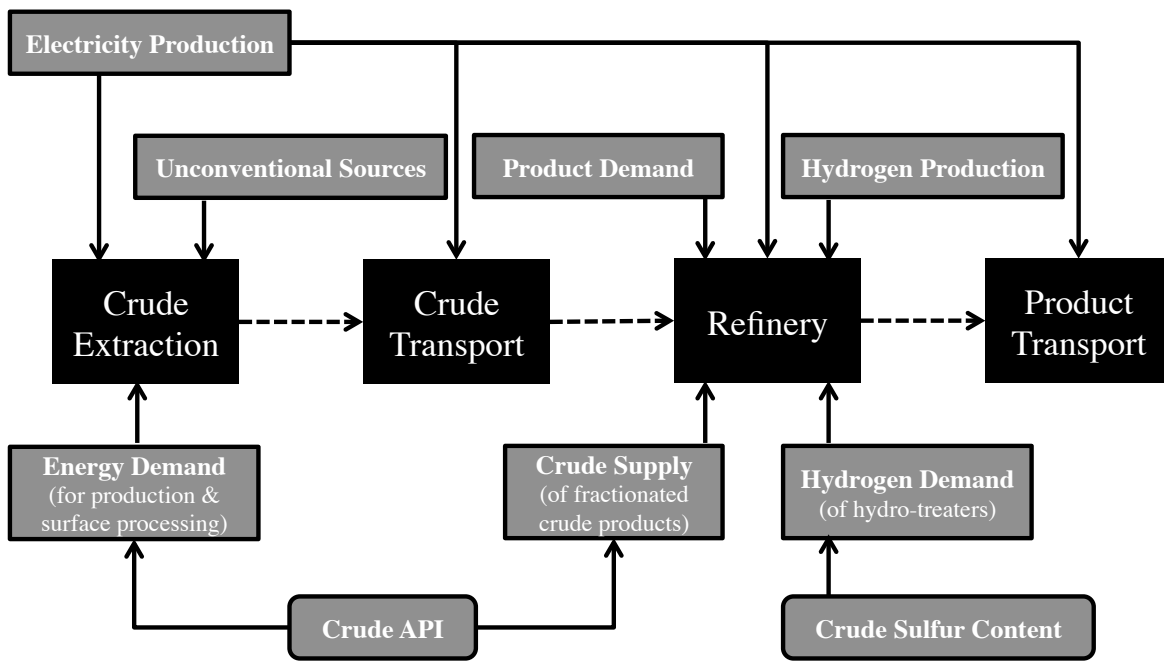 Electricity Production
Unconventional Sources
Product Demand
Hydrogen Production
Crude
Extraction
Crude
Transport
Refinery
Product
Transport
Energy Demand
(for production &
surface processing)
Crude Supply
(of fractionated
crude products)
Hydrogen Demand
(of hydro-treaters)
Crude API
Crude Sulfur Content